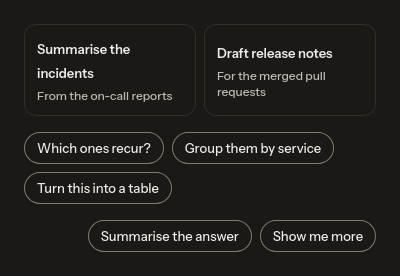 Summarise the
incidents
From the on-call reports
Draft release notes
For the merged pull
requests
Which ones recur?
Group them by service
Turn this into a table
Summarise the answer
Show me more